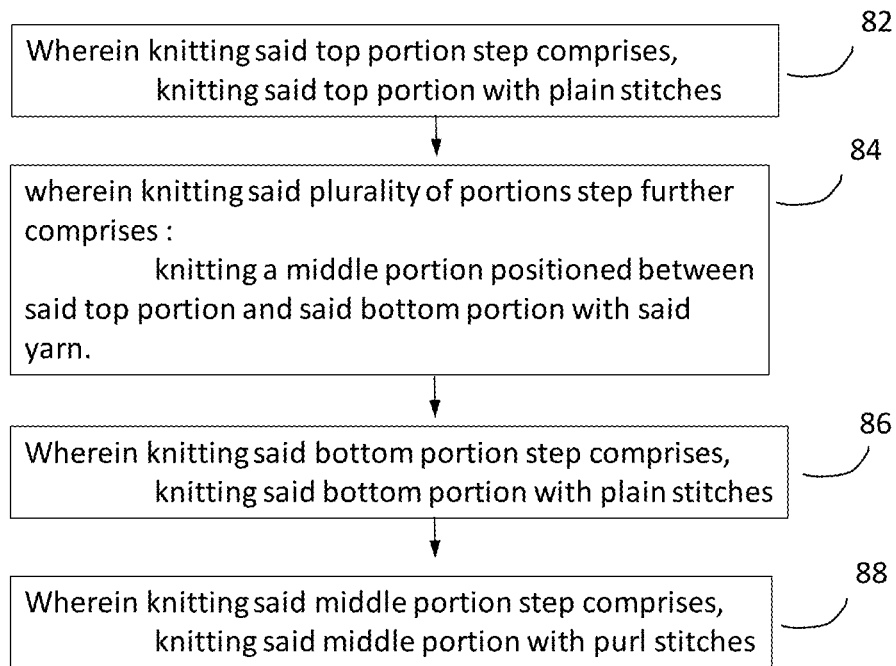 82
Wherein knitting said top portion step comprises,
knitting said top portion with plain stitches
84
wherein knitting said plurality of portions step further
comprises :
knitting a middle portion positioned between
said top portion and said bottom portion with said
yarn.
86
Wherein knitting said bottom portion step comprises,
knitting said bottom portion with plain stitches
88
Wherein knitting said middle portion step comprises,
knitting said middle portion with purl stitches